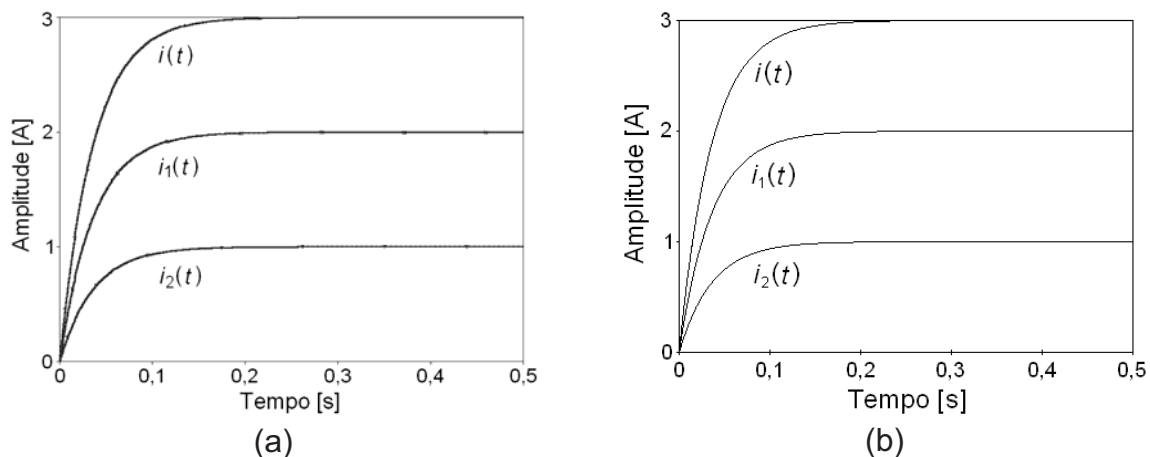 Amplitude [A]
3
2
1
0
i(t)
i₁(t)
i₂(t)
0 0,1 0,2 0,3 0,4 0,5
Tempo [s]
(a)
Amplitude [A]
3
2
1
0
i(t)
i₁(t)
i₂(t)
0 0,1 0,2 0,3 0,4 0,5
Tempo [s]
(b)